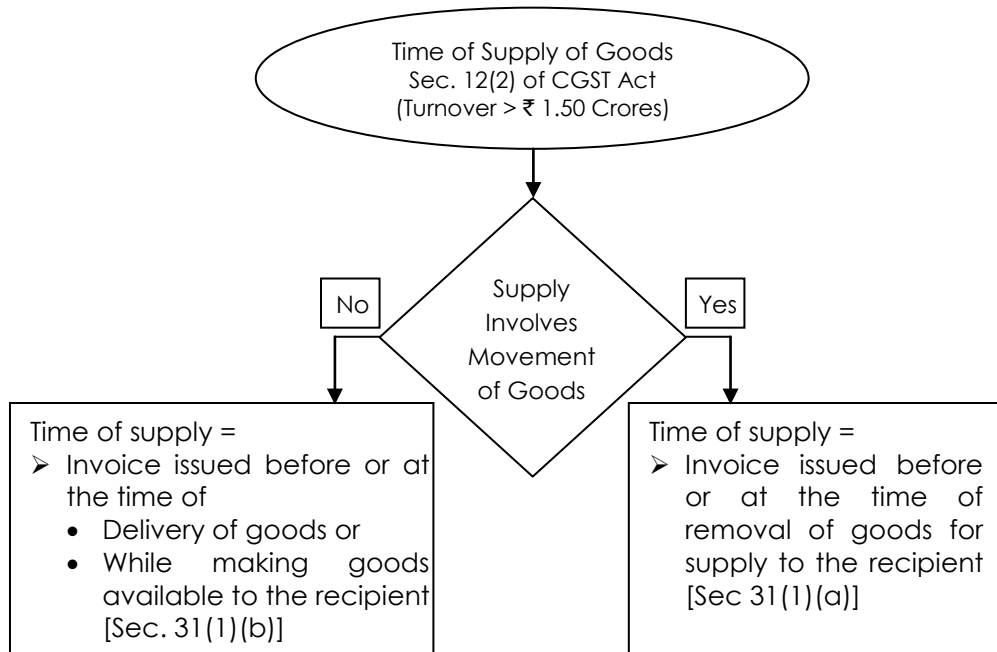 Time of Supply of Goods
Sec. 12(2) of CGST Act
(Turnover > ₹ 1.50 Crores)
No
Supply
Involves
Movement
of Goods
Yes
Time of supply =
➢ Invoice issued before or at
the time of
• Delivery of goods or
• While making goods
available to the recipient
[Sec. 31(1)(b)]
Time of supply =
➢ Invoice issued before
or at the time of
removal of goods for
supply to the recipient
[Sec 31(1)(a)]